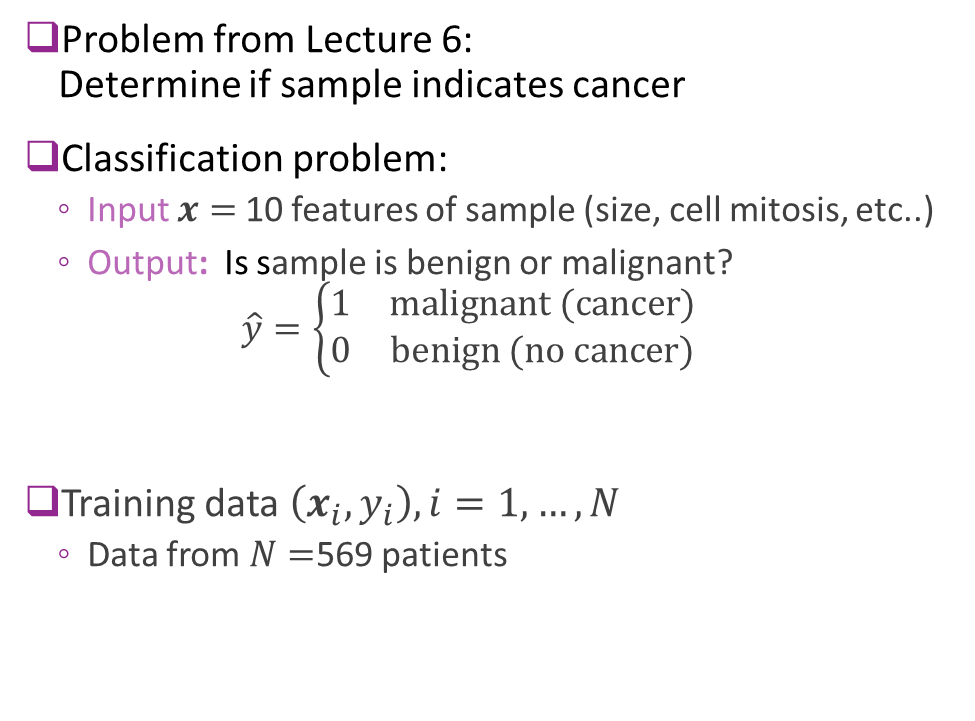 ❑Problem from Lecture 6:
Determine if sample indicates cancer
❑Classification problem:
◦ Input 𝒙 = 10 features of sample (size, cell mitosis, etc..)
◦ Output: Is sample is benign or malignant?
ŷ = { 1 malignant (cancer)
0 benign (no cancer)
❑Training data (𝒙ᵢ, 𝑦ᵢ), 𝑖 = 1, … , 𝑁
◦ Data from 𝑁 =569 patients